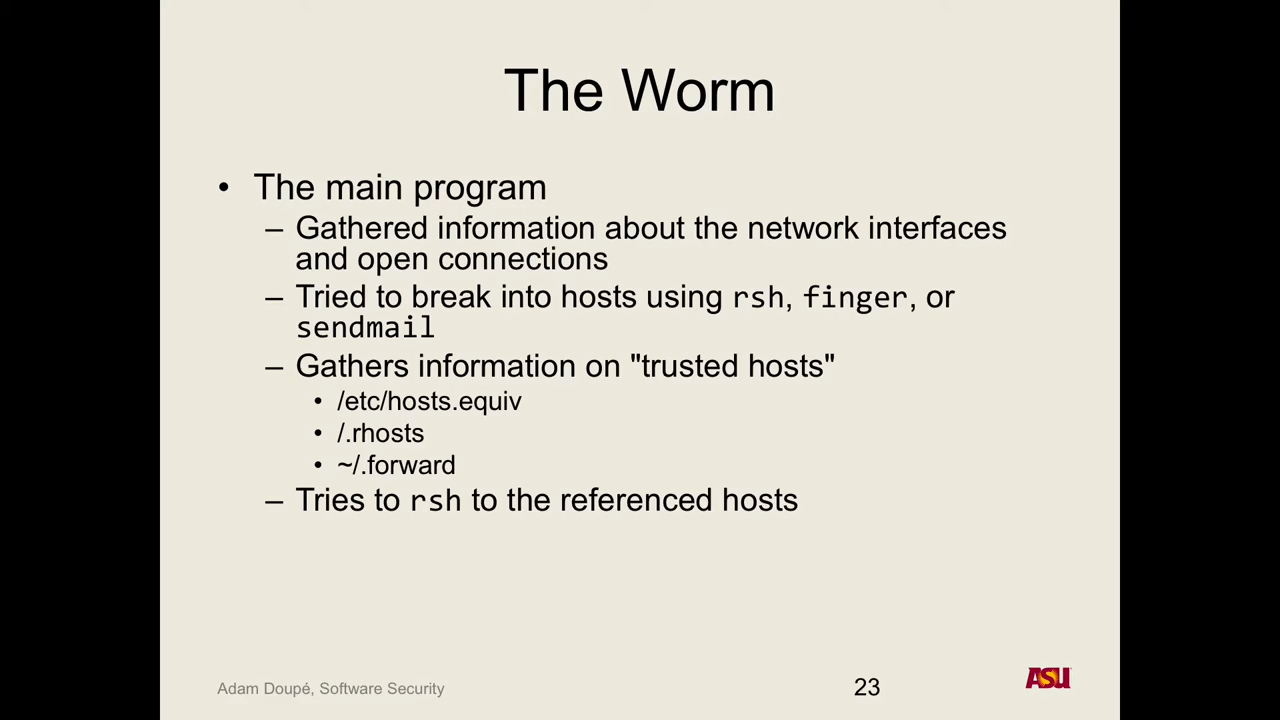 The Worm
• The main program
– Gathered information about the network interfaces
and open connections
– Tried to break into hosts using rsh, finger, or
sendmail
– Gathers information on "trusted hosts"
• /etc/hosts.equiv
• /.rhosts
• ~/.forward
– Tries to rsh to the referenced hosts
Adam Doupé, Software Security
23
ASU